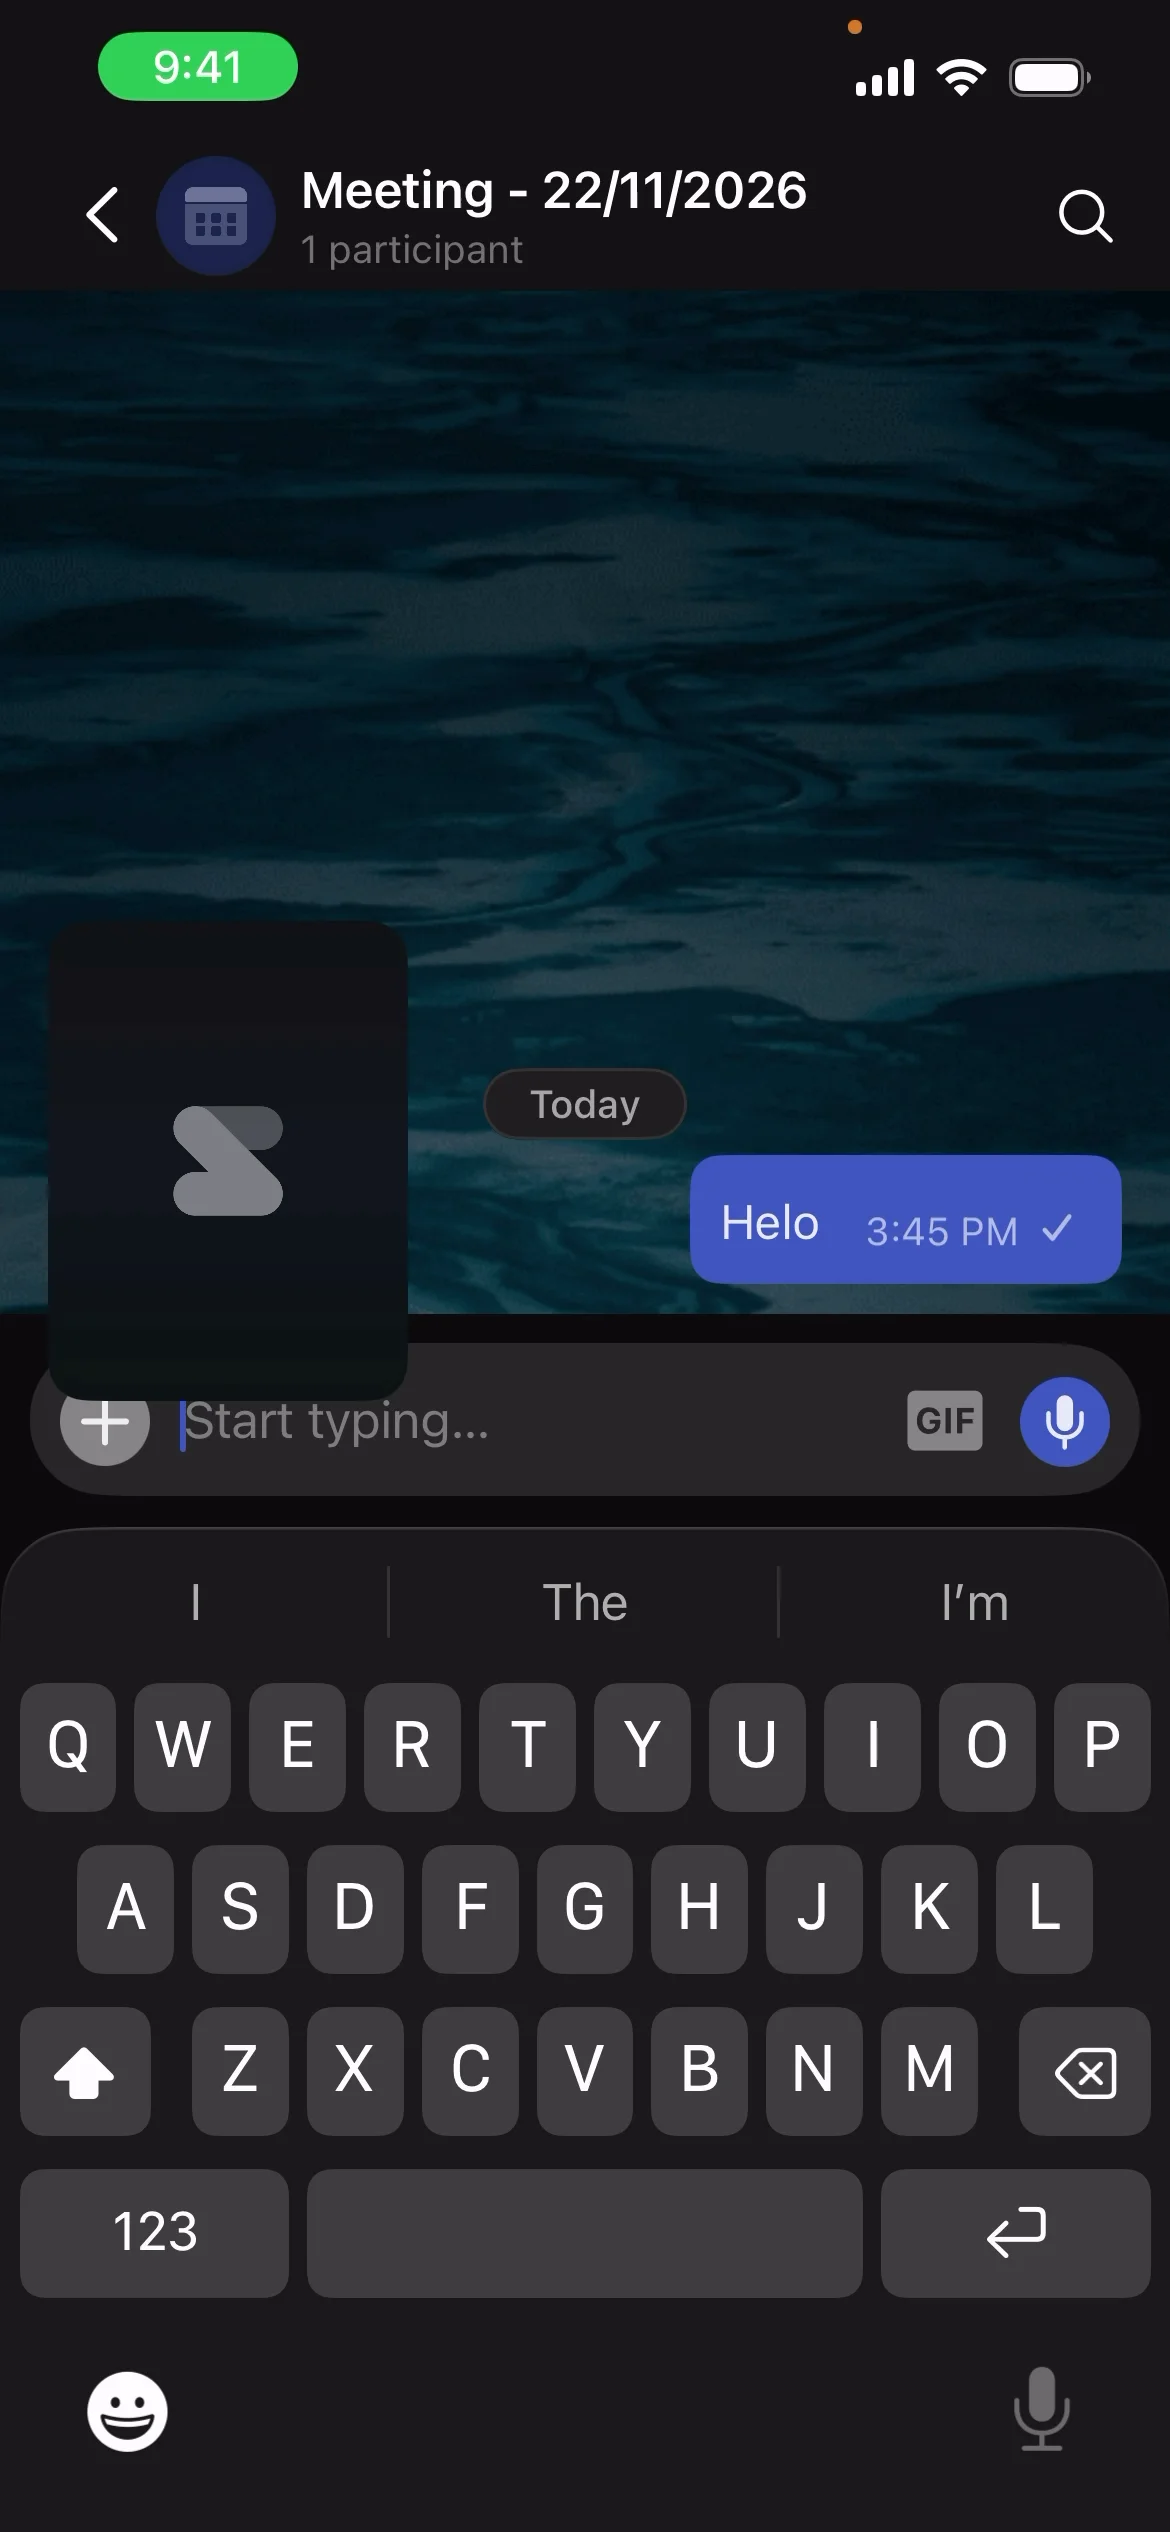 9:41
Meeting - 22/11/2026
1 participant
Today
Helo 3:45 PM
Start typing...
GIF
I The I'm
Q W E R T Y U I O P
A S D F G H J K L
Z X C V B N M
123